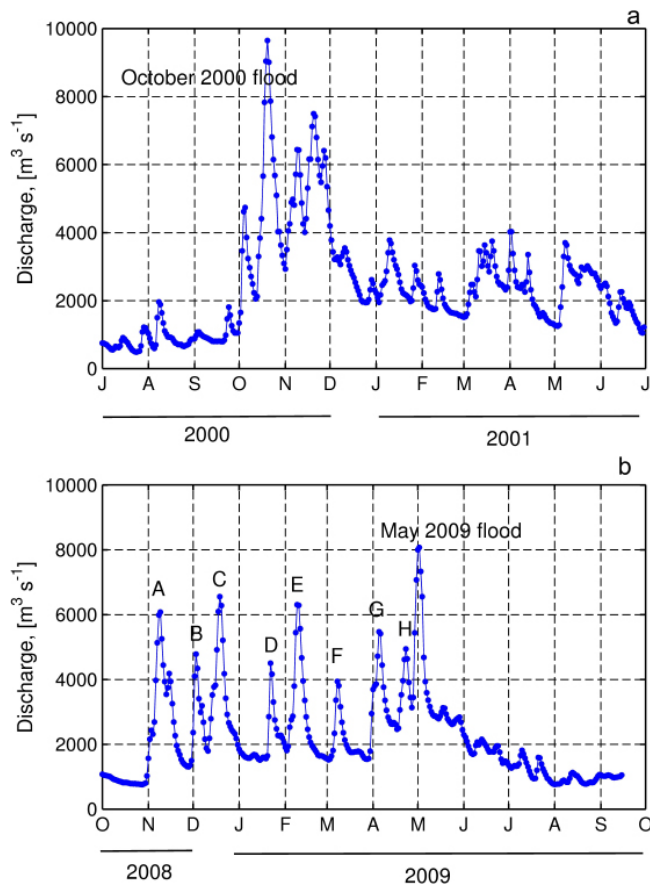 a
10000
October 2000 flood
8000
6000
4000
2000
0
Discharge, [m³ s⁻¹]
J A S O N D J F M A M J J
2000 2001
b
10000
May 2009 flood
8000
A B C D E F G H
6000
4000
2000
0
Discharge, [m³ s⁻¹]
O N D J F M A M J J A S O
2008 2009